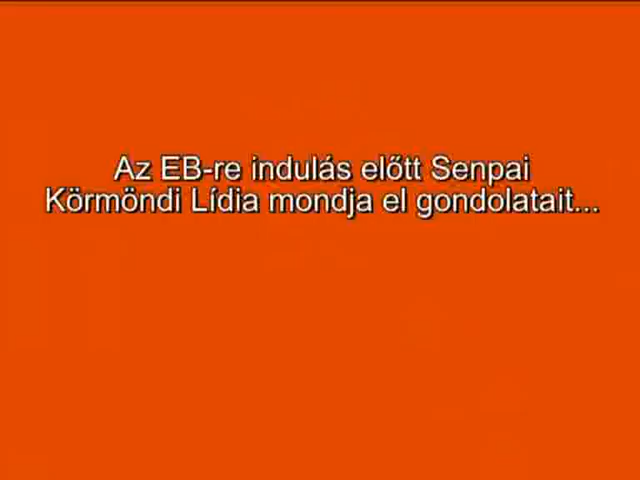 Az EB-re indulás előtt Senpai
Körmöndi Lídia mondja el gondolatait...